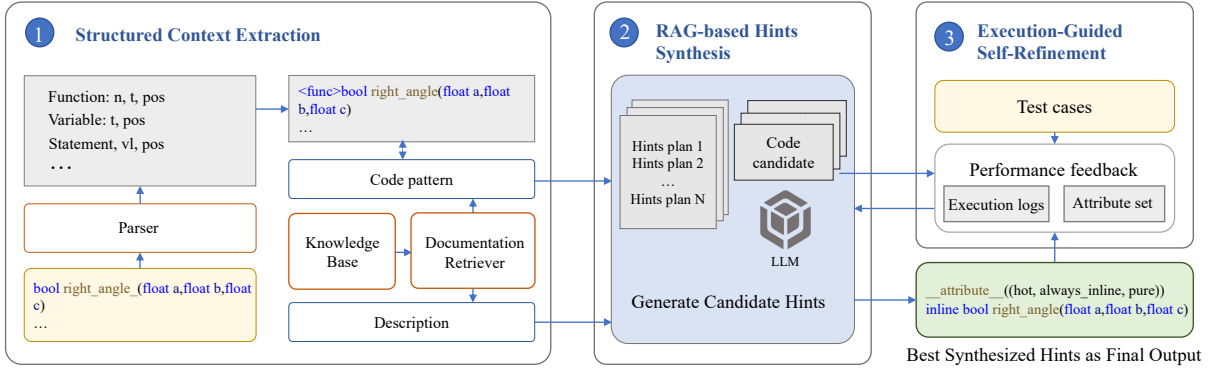 1
Structured Context Extraction
Function: n, t, pos
Variable: t, pos
Statement, vl, pos
...
<func>bool right_angle(float a,float
b,float c)
…
Code pattern
Parser
Knowledge
Base
Documentation
Retriever
bool right_angle_(float a,float b,float
c)
…
Description
2
RAG-based Hints
Synthesis
Hints plan 1
Hints plan 2
…
Hints plan N
Code
candidate
LLM
Generate Candidate Hints
3
Execution-Guided
Self-Refinement
Test cases
Performance feedback
Execution logs
Attribute set
__attribute__((hot, always_inline, pure))
inline bool right_angle(float a,float b,float c)
Best Synthesized Hints as Final Output